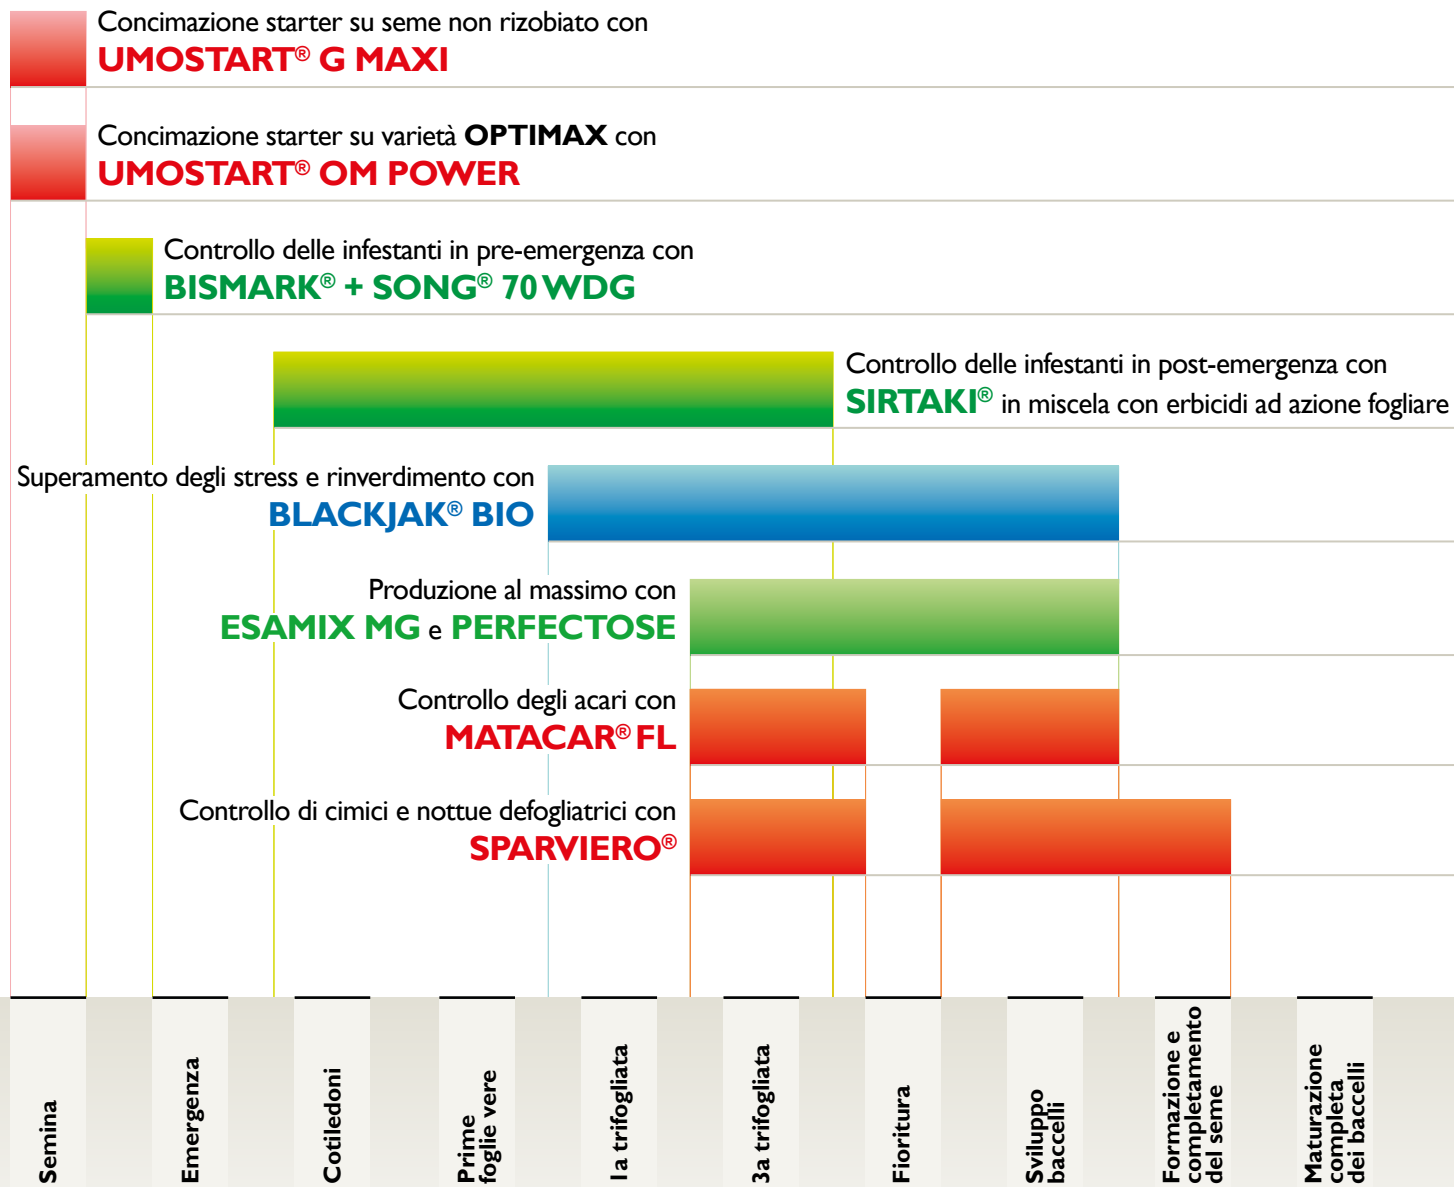 Concimazione starter su seme non rizobiato con
UMOSTART® G MAXI
Concimazione starter su varietà OPTIMAX con
UMOSTART® OM POWER
Controllo delle infestanti in pre-emergenza con
BISMARK® + SONG® 70 WDG
Controllo delle infestanti in post-emergenza con
SIRTAKI® in miscela con erbicidi ad azione fogliare
Superamento degli stress e rinverdimento con
BLACKJAK® BIO
Produzione al massimo con
ESAMIX MG e PERFECTOSE
Controllo degli acari con
MATACAR® FL
Controllo di cimici e nottue defogliatrici con
SPARVIERO®
Semina
Emergenza
Cotiledoni
Prime
foglie vere
1a trifogliata
3a trifogliata
Fioritura
Sviluppo
baccelli
Formazione e
completamento
del seme
Maturazione
completa
dei baccelli